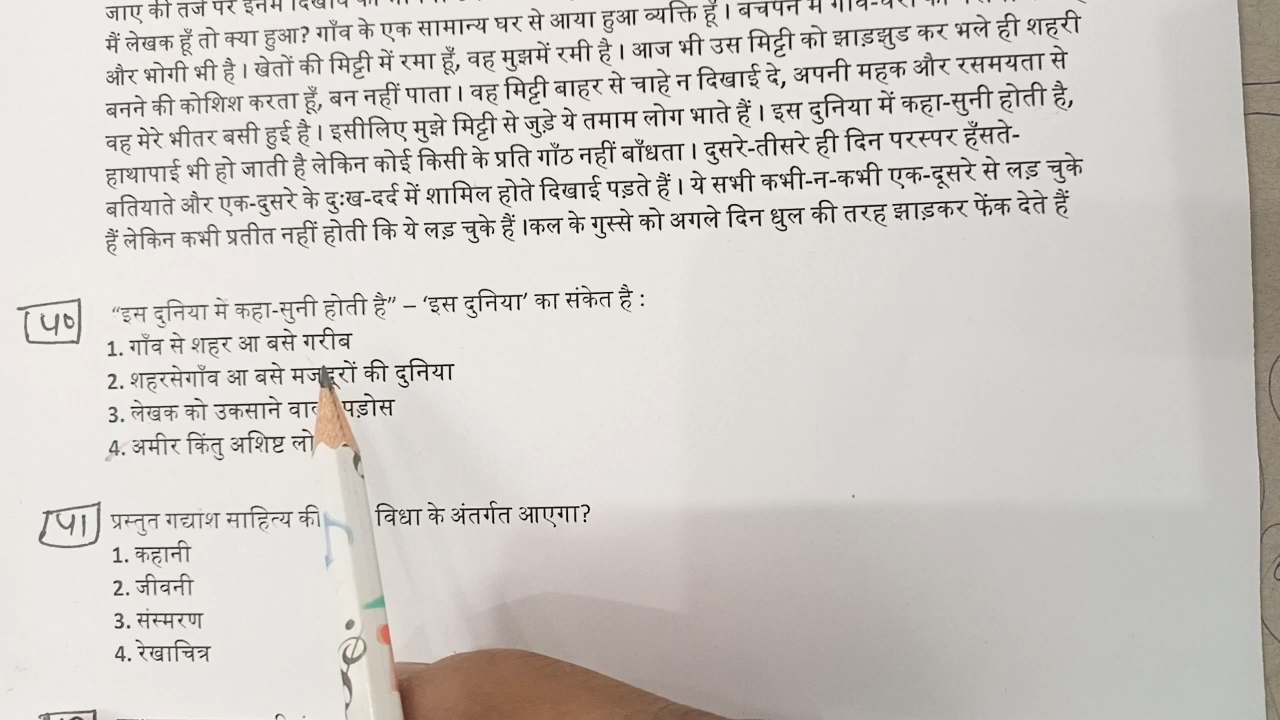 जाए की तर्ज पर इनमें
मैं लेखक हूँ तो क्या हुआ? गाँव के एक सामान्य घर से आया हुआ व्यक्ति हूँ। बचपन में
और भोगी भी है। खेतों की मिट्टी में रमा हूँ, वह मुझमें रमी है। आज भी उस मिट्टी को झाड़झुड कर भले ही शहरी
बनने की कोशिश करता हूँ, बन नहीं पाता। वह मिट्टी बाहर से चाहे न दिखाई दे, अपनी महक और रसमयता से
वह मेरे भीतर बसी हुई है। इसीलिए मुझे मिट्टी से जुड़े ये तमाम लोग भाते हैं। इस दुनिया में कहा-सुनी होती है,
हाथापाई भी हो जाती है लेकिन कोई किसी के प्रति गाँठ नहीं बाँधता। दुसरे-तीसरे ही दिन परस्पर हँसते-
बतियाते और एक-दुसरे के दुःख-दर्द में शामिल होते दिखाई पड़ते हैं। ये सभी कभी-न-कभी एक-दूसरे से लड़ चुके
हैं लेकिन कभी प्रतीत नहीं होती कि ये लड़ चुके हैं।कल के गुस्से को अगले दिन धुल की तरह झाड़कर फेंक देते हैं
40 "इस दुनिया में कहा-सुनी होती है" – 'इस दुनिया' का संकेत है :
1. गाँव से शहर आ बसे गरीब
2. शहरसेगाँव आ बसे मजदूरों की दुनिया
3. लेखक को उकसाने पड़ोस
4. अमीर किंतु अशिष्ट
41 प्रस्तुत गद्यांश साहित्य की विधा के अंतर्गत आएगा?
1. कहानी
2. जीवनी
3. संस्मरण
4. रेखाचित्र